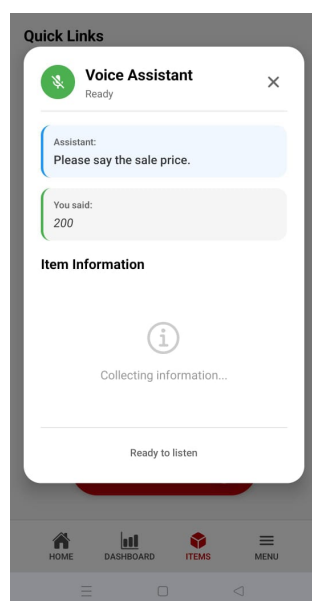 Quick Links
Voice Assistant
Ready
Assistant:
Please say the sale price.
You said:
200
Item Information
Collecting information...
Ready to listen
HOME DASHBOARD ITEMS MENU